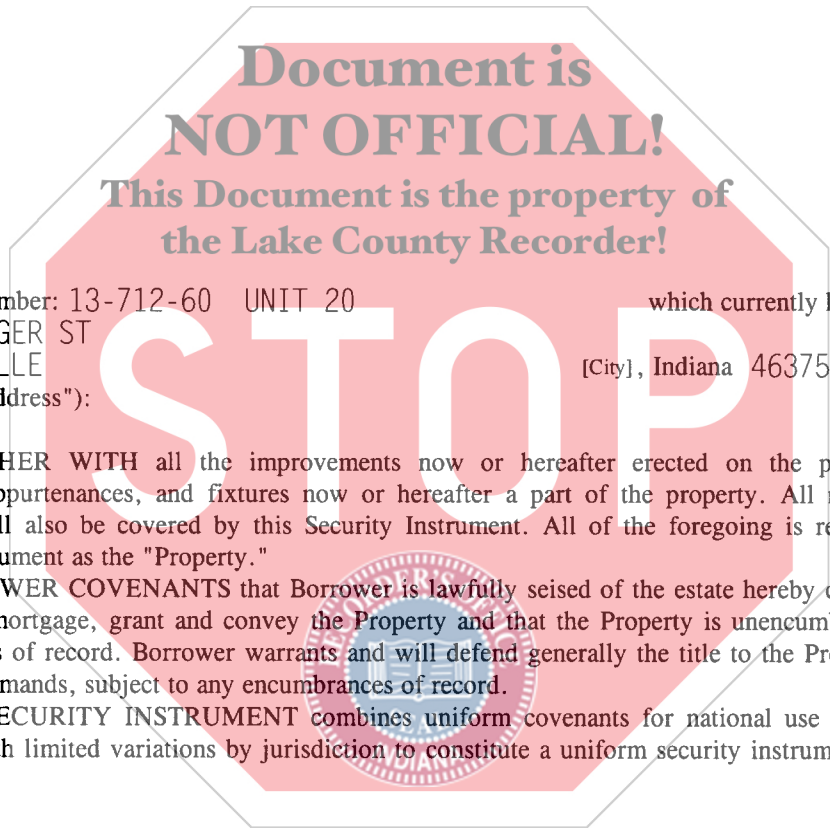 Document is
NOT OFFICIAL!
This Document is the property of
the Lake County Recorder!
mber: 13-712-60 UNIT 20 which currently
GER ST
LLE [City], Indiana 46375
ddress"):
STOP
HER WITH all the improvements now or hereafter erected on the p
ppurtenances, and fixtures now or hereafter a part of the property. All
ll also be covered by this Security Instrument. All of the foregoing is re
ument as the "Property."
WER COVENANTS that Borrower is lawfully seised of the estate hereby
mortgage, grant and convey the Property and that the Property is unencum
s of record. Borrower warrants and will defend generally the title to the Pr
mands, subject to any encumbrances of record.
ECURITY INSTRUMENT combines uniform covenants for national use
h limited variations by jurisdiction to constitute a uniform security instrum
INDIANA